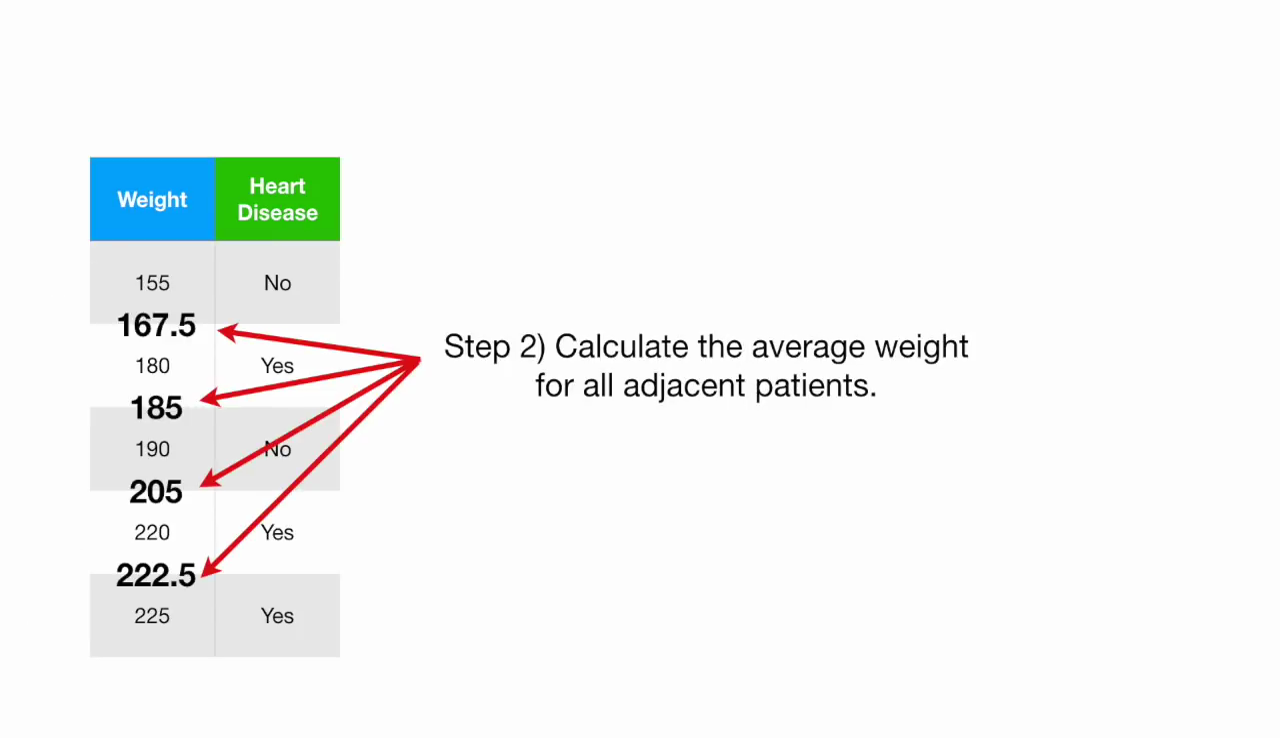 Weight Heart Disease
155 No
167.5
180 Yes
185
190 No
205
220 Yes
222.5
225 Yes
Step 2) Calculate the average weight
for all adjacent patients.